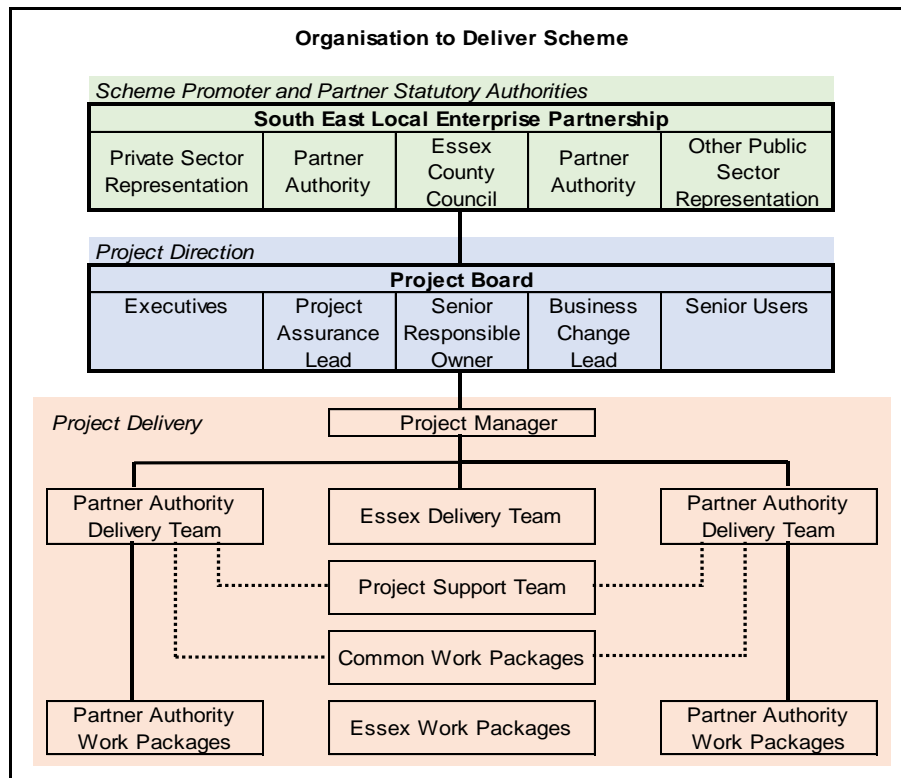 Organisation to Deliver Scheme
Scheme Promoter and Partner Statutory Authorities
South East Local Enterprise Partnership
Private Sector
Representation
Partner
Authority
Essex
County
Council
Partner
Authority
Other Public
Sector
Representation
Project Direction
Project Board
Executives
Project
Assurance
Lead
Senior
Responsible
Owner
Business
Change
Lead
Senior Users
Project Delivery
Project Manager
Partner Authority
Delivery Team
Essex Delivery Team
Partner Authority
Delivery Team
Project Support Team
Common Work Packages
Partner Authority
Work Packages
Essex Work Packages
Partner Authority
Work Packages